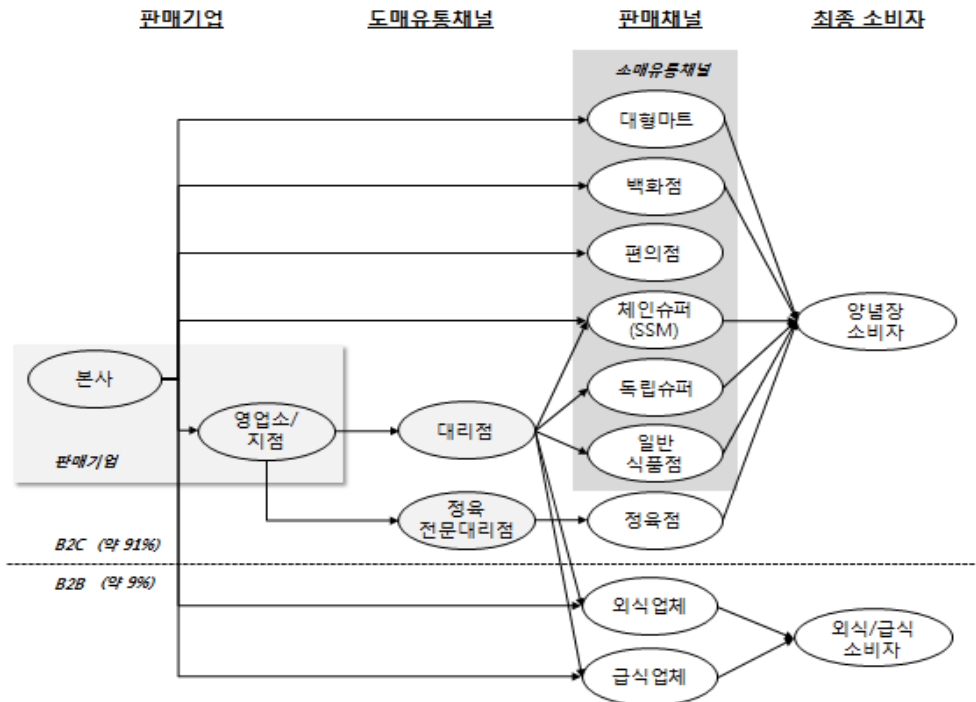 판매기업 도매유통채널 판매채널 최종 소비자
소매유통채널
대형마트
백화점
편의점
체인슈퍼
(SSM)
양념장
소비자
본사
독립슈퍼
영업소/
지점
대리점
일반
식품점
판매기업
정육
전문대리점
정육점
B2C (약 91%)
B2B (약 9%)
외식업체
외식/급식
소비자
급식업체